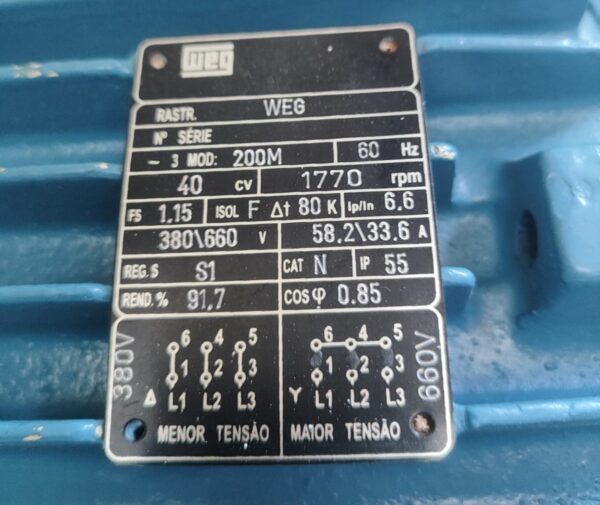 WEG
RASTR. WEG
Nº SÉRIE
~ 3 MOD: 200M 60 Hz
40 cv 1770 rpm
FS 1.15 ISOL F Δt 80 K Ip/In 6.6
380\660 V 58.2\33.6 A
REG.S S1 CAT N IP 55
REND.% 91.7 COS φ 0.85
380V
6 4 5
1 2 3
Δ L1 L2 L3
MENOR TENSÃO
6 4 5
1 2 3
Y L1 L2 L3
MAIOR TENSÃO
660V